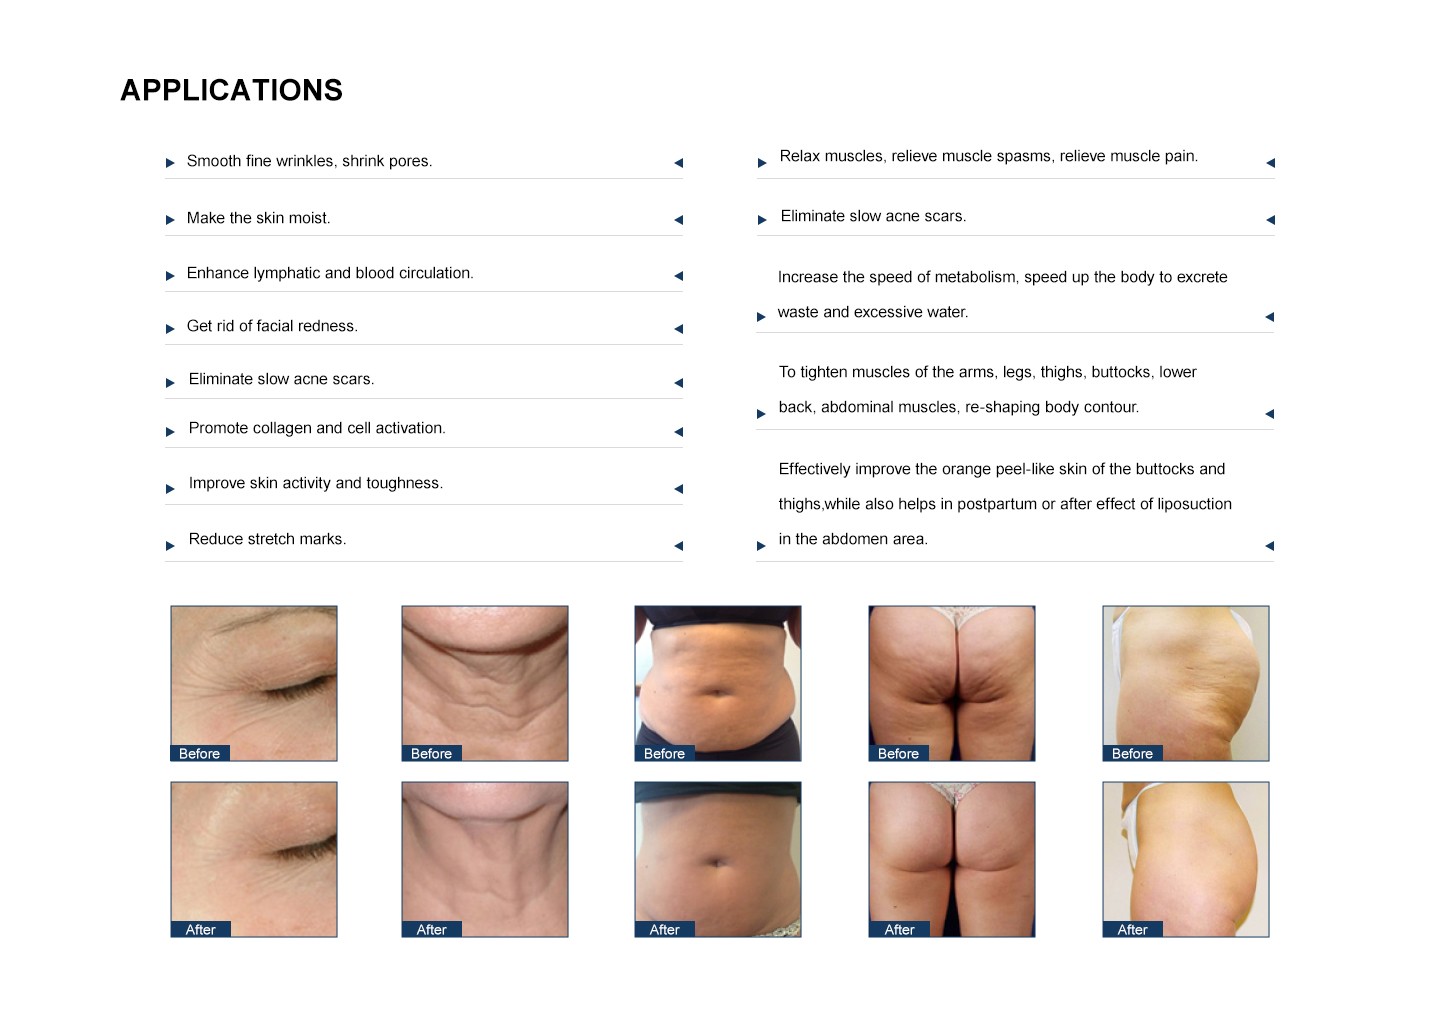 APPLICATIONS
Smooth fine wrinkles, shrink pores.
Make the skin moist.
Enhance lymphatic and blood circulation.
Get rid of facial redness.
Eliminate slow acne scars.
Promote collagen and cell activation.
Improve skin activity and toughness.
Reduce stretch marks.
Relax muscles, relieve muscle spasms, relieve muscle pain.
Eliminate slow acne scars.
Increase the speed of metabolism, speed up the body to excrete
waste and excessive water.
To tighten muscles of the arms, legs, thighs, buttocks, lower
back, abdominal muscles, re-shaping body contour.
Effectively improve the orange peel-like skin of the buttocks and
thighs,while also helps in postpartum or after effect of liposuction
in the abdomen area.
Before
Before
Before
Before
Before
After
After
After
After
After